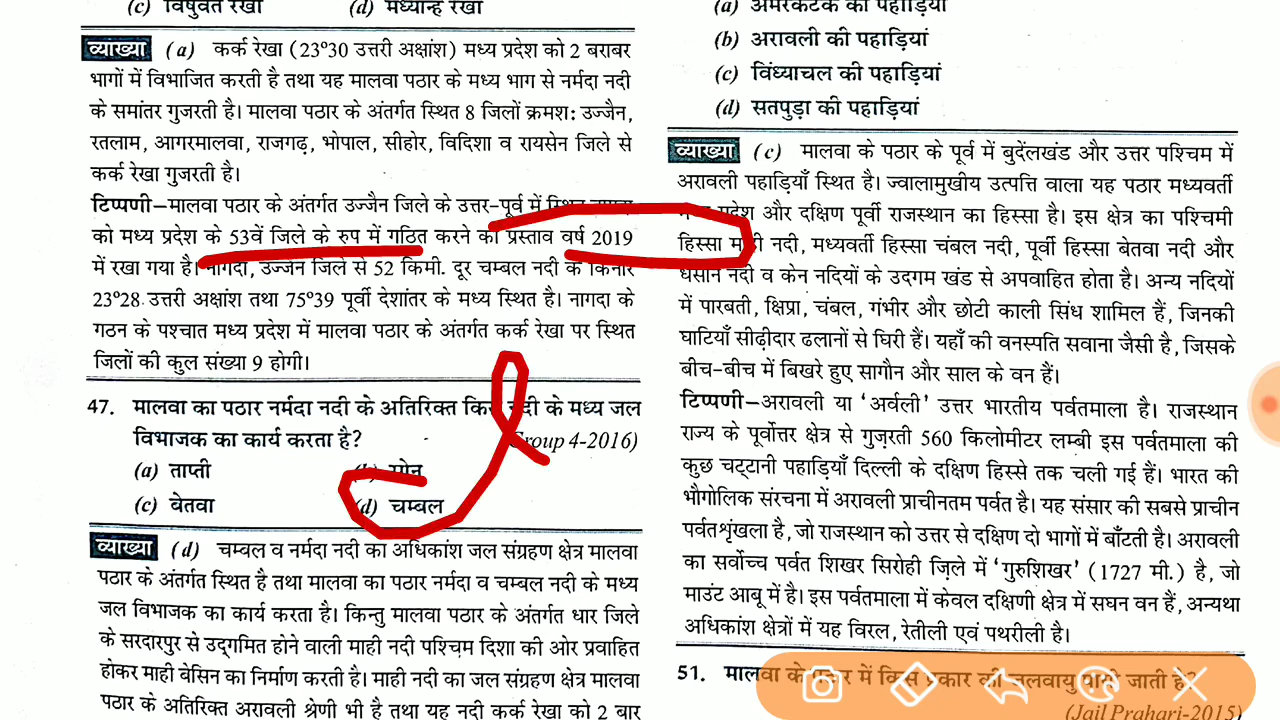 (c) विषुवत रेखा (d) मध्यान्ह रेखा
व्याख्या (a) कर्क रेखा (23°30 उत्तरी अक्षांश) मध्य प्रदेश को 2 बराबर
भागों में विभाजित करती है तथा यह मालवा पठार के मध्य भाग से नर्मदा नदी
के समांतर गुजरती है। मालवा पठार के अंतर्गत स्थित 8 जिलों क्रमश: उज्जैन,
रतलाम, आगरमालवा, राजगढ़, भोपाल, सीहोर, विदिशा व रायसेन जिले से
कर्क रेखा गुजरती है।
टिप्पणी–मालवा पठार के अंतर्गत उज्जैन जिले के उत्तर-पूर्व में स्थित
को मध्य प्रदेश के 53वें जिले के रुप में गठित करने का प्रस्ताव वर्ष 2019
में रखा गया है। नागदा, उज्जैन जिले से 52 किमी. दूर चम्बल नदी के किनारे
23°28 उत्तरी अक्षांश तथा 75°39 पूर्वी देशांतर के मध्य स्थित है। नागदा के
गठन के पश्चात मध्य प्रदेश में मालवा पठार के अंतर्गत कर्क रेखा पर स्थित
जिलों की कुल संख्या 9 होगी।
47. मालवा का पठार नर्मदा नदी के अतिरिक्त किस नदी के मध्य जल
विभाजक का कार्य करता है? (Group 4-2016)
(a) ताप्ती (b) सोन
(c) बेतवा (d) चम्बल
व्याख्या (d) चम्बल व नर्मदा नदी का अधिकांश जल संग्रहण क्षेत्र मालवा
पठार के अंतर्गत स्थित है तथा मालवा का पठार नर्मदा व चम्बल नदी के मध्य
जल विभाजक का कार्य करता है। किन्तु मालवा पठार के अंतर्गत धार जिले
के सरदारपुर से उद्गमित होने वाली माही नदी पश्चिम दिशा की ओर प्रवाहित
होकर माही बेसिन का निर्माण करती है। माही नदी का जल संग्रहण क्षेत्र मालवा
पठार के अतिरिक्त अरावली श्रेणी भी है तथा यह नदी कर्क रेखा को 2 बार
(a) अमरकंटक की पहाड़ियाँ
(b) अरावली की पहाड़ियां
(c) विंध्याचल की पहाड़ियां
(d) सतपुड़ा की पहाड़ियां
व्याख्या (c) मालवा के पठार के पूर्व में बुदेंलखंड और उत्तर पश्चिम में
अरावली पहाड़ियाँ स्थित है। ज्वालामुखीय उत्पत्ति वाला यह पठार मध्यवर्ती
मध्य प्रदेश और दक्षिण पूर्वी राजस्थान का हिस्सा है। इस क्षेत्र का पश्चिमी
हिस्सा माही नदी, मध्यवर्ती हिस्सा चंबल नदी, पूर्वी हिस्सा बेतवा नदी और
धसान नदी व केन नदियों के उदगम खंड से अपवाहित होता है। अन्य नदियों
में पारबती, क्षिप्रा, चंबल, गंभीर और छोटी काली सिंध शामिल हैं, जिनकी
घाटियाँ सीढ़ीदार ढलानों से घिरी हैं। यहाँ की वनस्पति सवाना जैसी है, जिसके
बीच-बीच में बिखरे हुए सागौन और साल के वन हैं।
टिप्पणी–अरावली या ‘अर्वली’ उत्तर भारतीय पर्वतमाला है। राजस्थान
राज्य के पूर्वोत्तर क्षेत्र से गुज़रती 560 किलोमीटर लम्बी इस पर्वतमाला की
कुछ चट्टानी पहाड़ियाँ दिल्ली के दक्षिण हिस्से तक चली गई हैं। भारत की
भौगोलिक संरचना में अरावली प्राचीनतम पर्वत है। यह संसार की सबसे प्राचीन
पर्वतशृंखला है, जो राजस्थान को उत्तर से दक्षिण दो भागों में बाँटती है। अरावली
का सर्वोच्च पर्वत शिखर सिरोही ज़िले में ‘गुरुशिखर’ (1727 मी.) है, जो
माउंट आबू में है। इस पर्वतमाला में केवल दक्षिणी क्षेत्र में सघन वन हैं, अन्यथा
अधिकांश क्षेत्रों में यह विरल, रेतीली एवं पथरीली है।
51. मालवा के पठार में किस प्रकार की जलवायु पायी जाती है?
(Jail Prahari-2015)